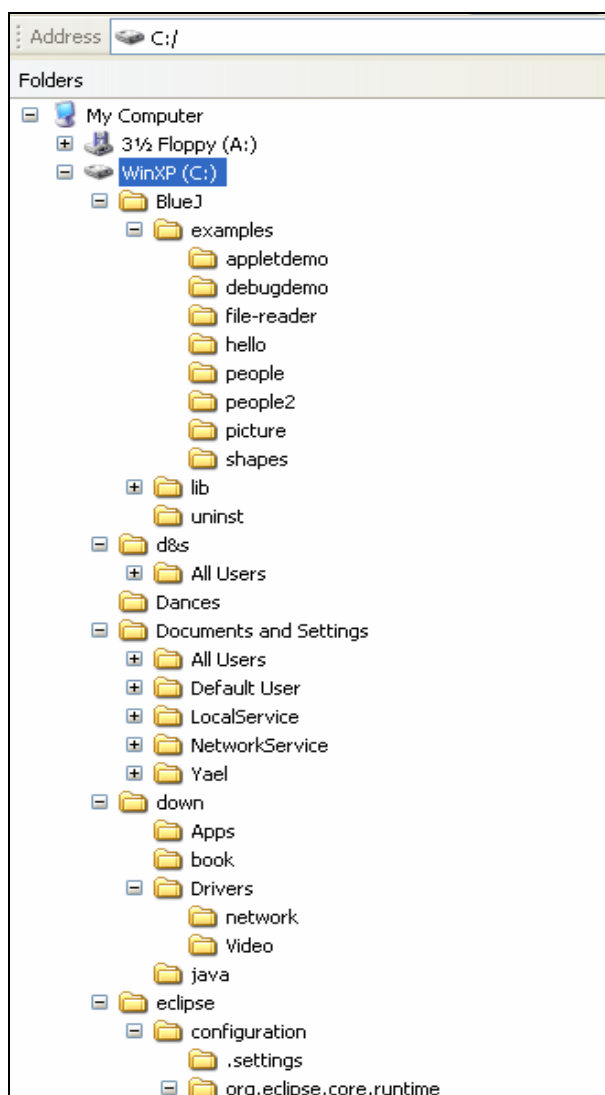 Address C:/
Folders
My Computer
3½ Floppy (A:)
WinXP (C:)
BlueJ
examples
appletdemo
debugdemo
file-reader
hello
people
people2
picture
shapes
lib
uninst
d&s
All Users
Dances
Documents and Settings
All Users
Default User
LocalService
NetworkService
Yael
down
Apps
book
Drivers
network
Video
java
eclipse
configuration
.settings
org.eclipse.core.runtime